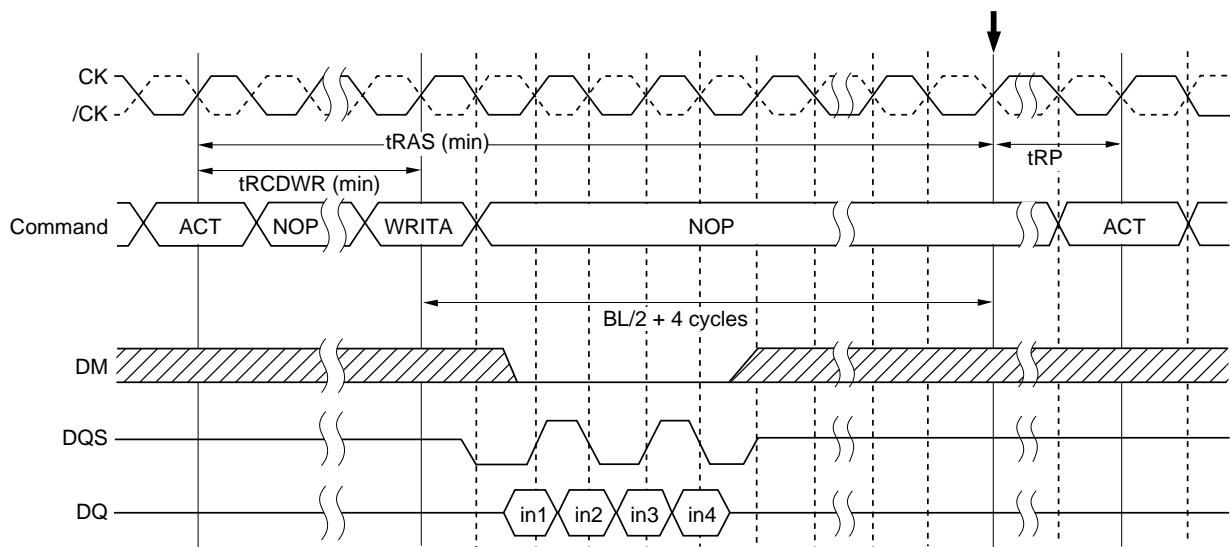 CK
/CK
tRAS (min)
tRP
tRCDWR (min)
Command ACT NOP WRITA NOP ACT
BL/2 + 4 cycles
DM
DQS
DQ in1 in2 in3 in4